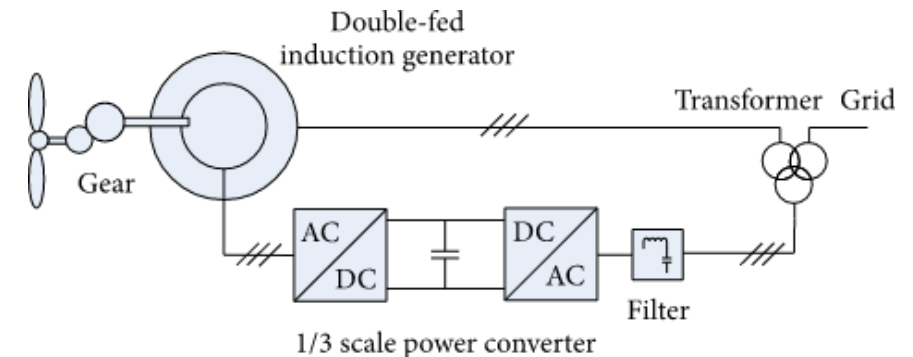 Double-fed
induction generator
Transformer Grid
Gear
AC
DC
DC
AC
Filter
1/3 scale power converter